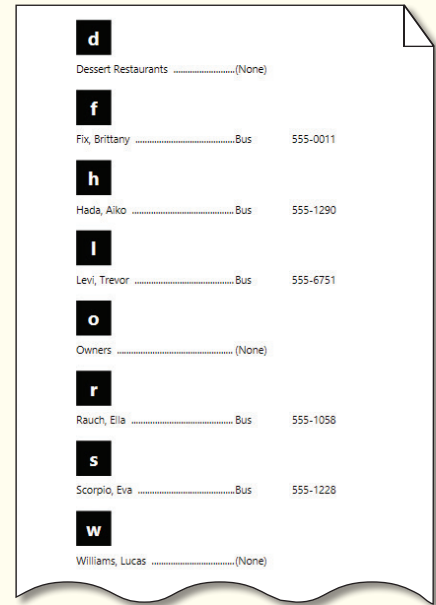 d
Dessert Restaurants ............................(None)
f
Fix, Brittany ............................................Bus 555-0011
h
Hada, Aiko .............................................Bus 555-1290
l
Levi, Trevor ............................................Bus 555-6751
o
Owners ................................................... (None)
r
Rauch, Ella ............................................. Bus 555-1058
s
Scorpio, Eva ...........................................Bus 555-1228
w
Williams, Lucas .....................................(None)